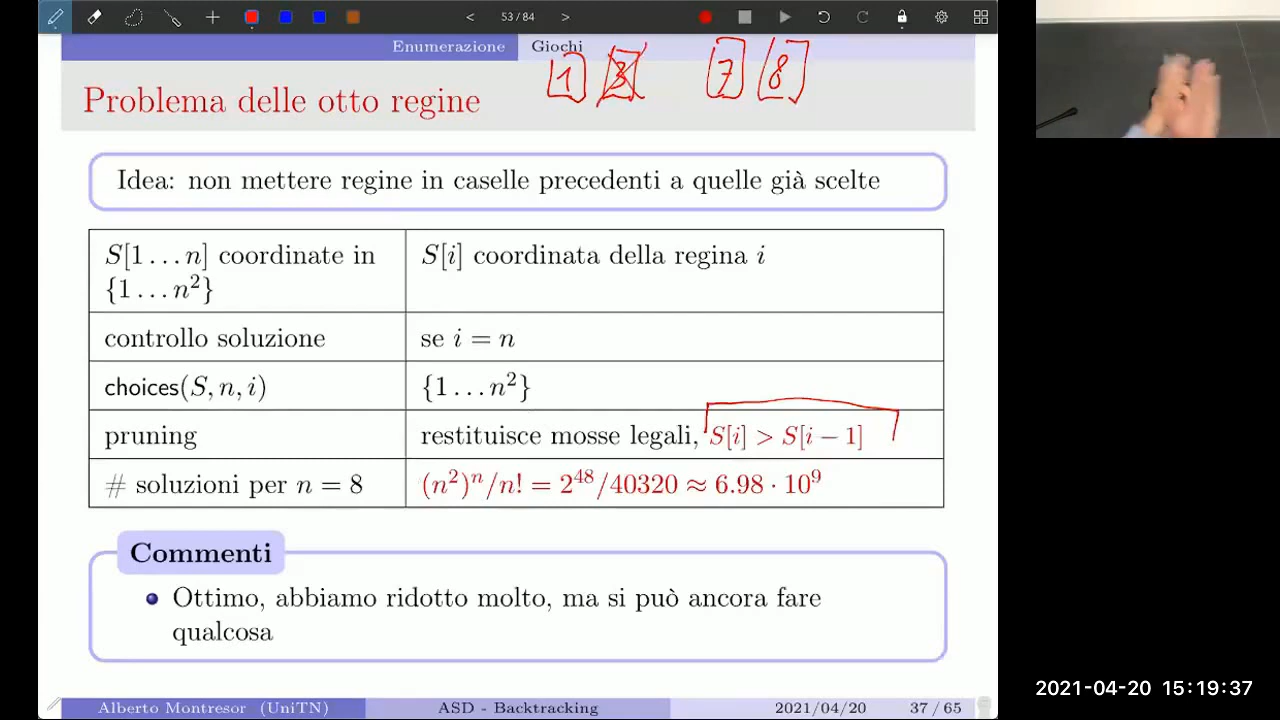 53 / 84
Enumerazione Giochi
1 3 7 8
Problema delle otto regine
Idea: non mettere regine in caselle precedenti a quelle già scelte
S[1 … n] coordinate in {1 … n²} S[i] coordinata della regina i
controllo soluzione se i = n
choices(S, n, i) {1 … n²}
pruning restituisce mosse legali, S[i] > S[i − 1]
# soluzioni per n = 8 (n²)ⁿ/n! = 2⁴⁸/40320 ≈ 6.98 · 10⁹
Commenti
Ottimo, abbiamo ridotto molto, ma si può ancora fare
qualcosa
Alberto Montresor (UniTN) ASD - Backtracking 2021/04/20 37 / 65
2021-04-20 15:19:37